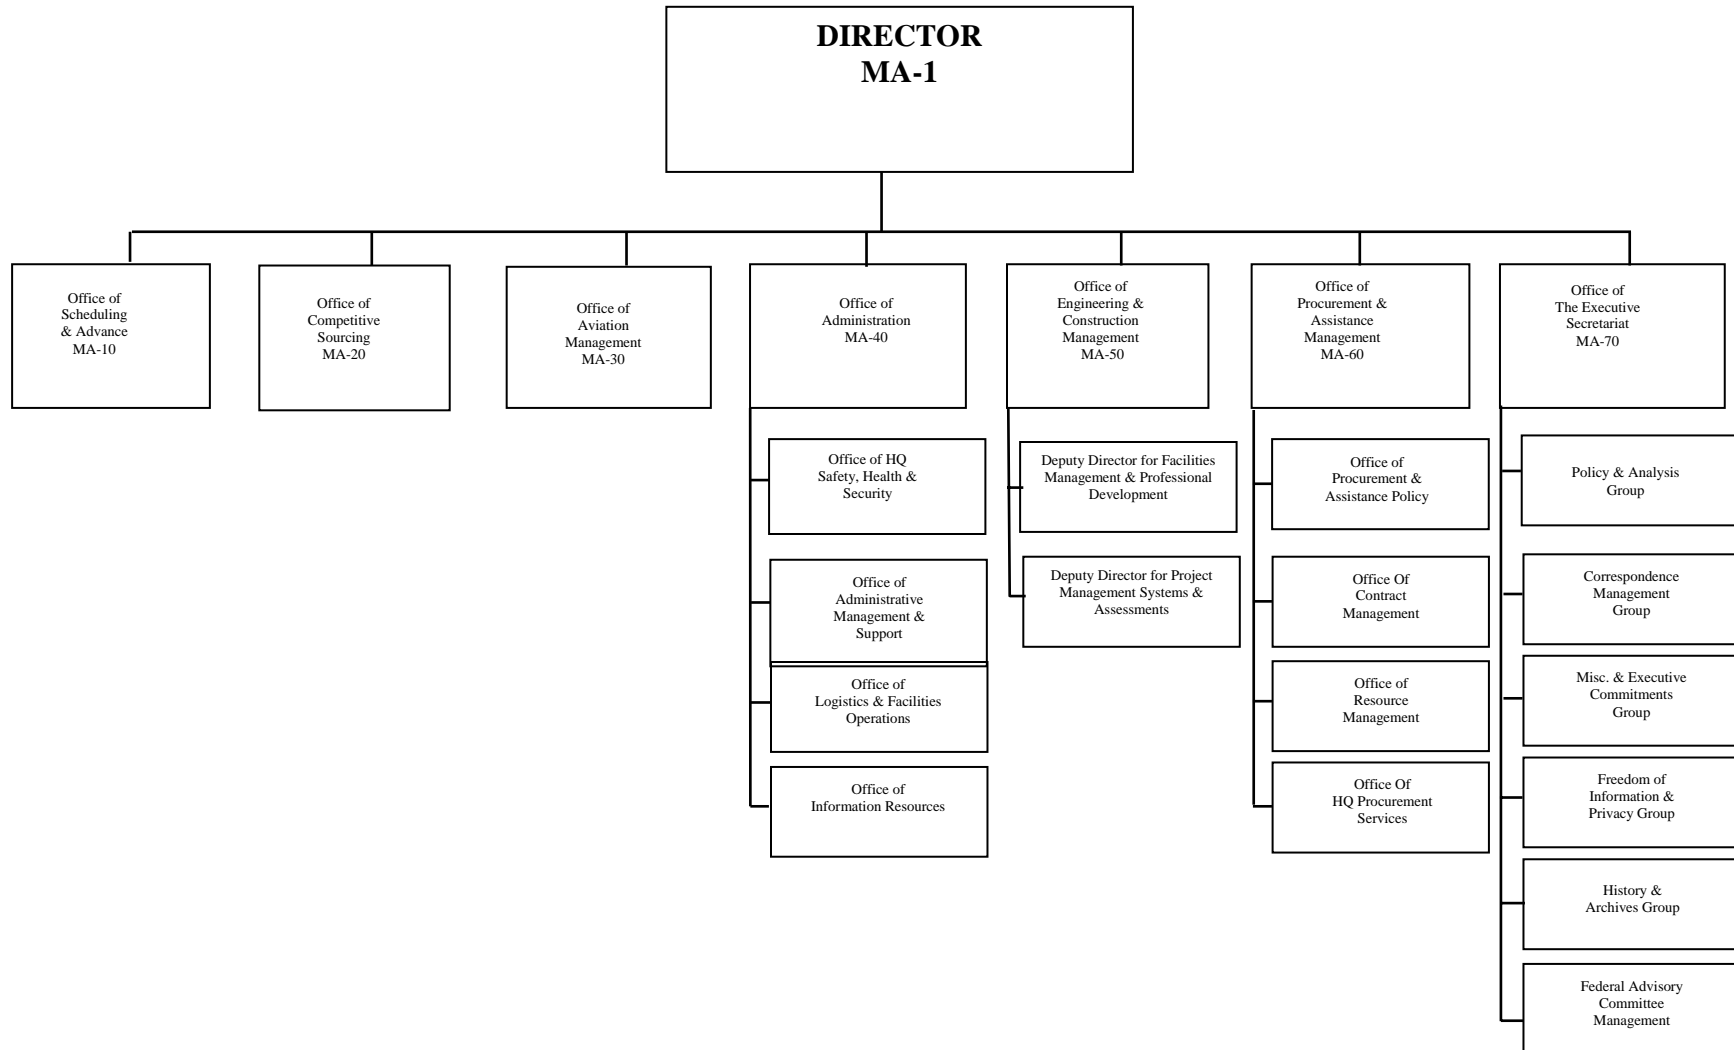 DIRECTOR
MA-1
Office of
Scheduling
& Advance
MA-10
Office of
Competitive
Sourcing
MA-20
Office of
Aviation
Management
MA-30
Office of
Administration
MA-40
Office of
Engineering &
Construction
Management
MA-50
Office of
Procurement &
Assistance
Management
MA-60
Office of
The Executive
Secretariat
MA-70
Office of HQ
Safety, Health &
Security
Office of
Administrative
Management &
Support
Office of
Logistics & Facilities
Operations
Office of
Information Resources
Deputy Director for Facilities
Management & Professional
Development
Deputy Director for Project
Management Systems &
Assessments
Office of
Procurement &
Assistance Policy
Office Of
Contract
Management
Office of
Resource
Management
Office Of
HQ Procurement
Services
Policy & Analysis
Group
Correspondence
Management
Group
Misc. & Executive
Commitments
Group
Freedom of
Information &
Privacy Group
History &
Archives Group
Federal Advisory
Committee
Management